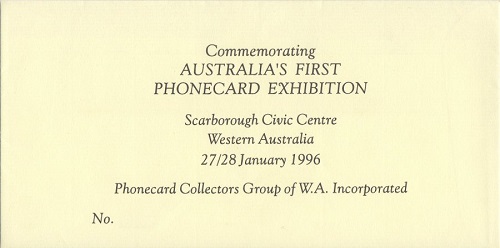 Commemorating
AUSTRALIA'S FIRST
PHONECARD EXHIBITION
Scarborough Civic Centre
Western Australia
27/28 January 1996
Phonecard Collectors Group of W.A. Incorporated
No.